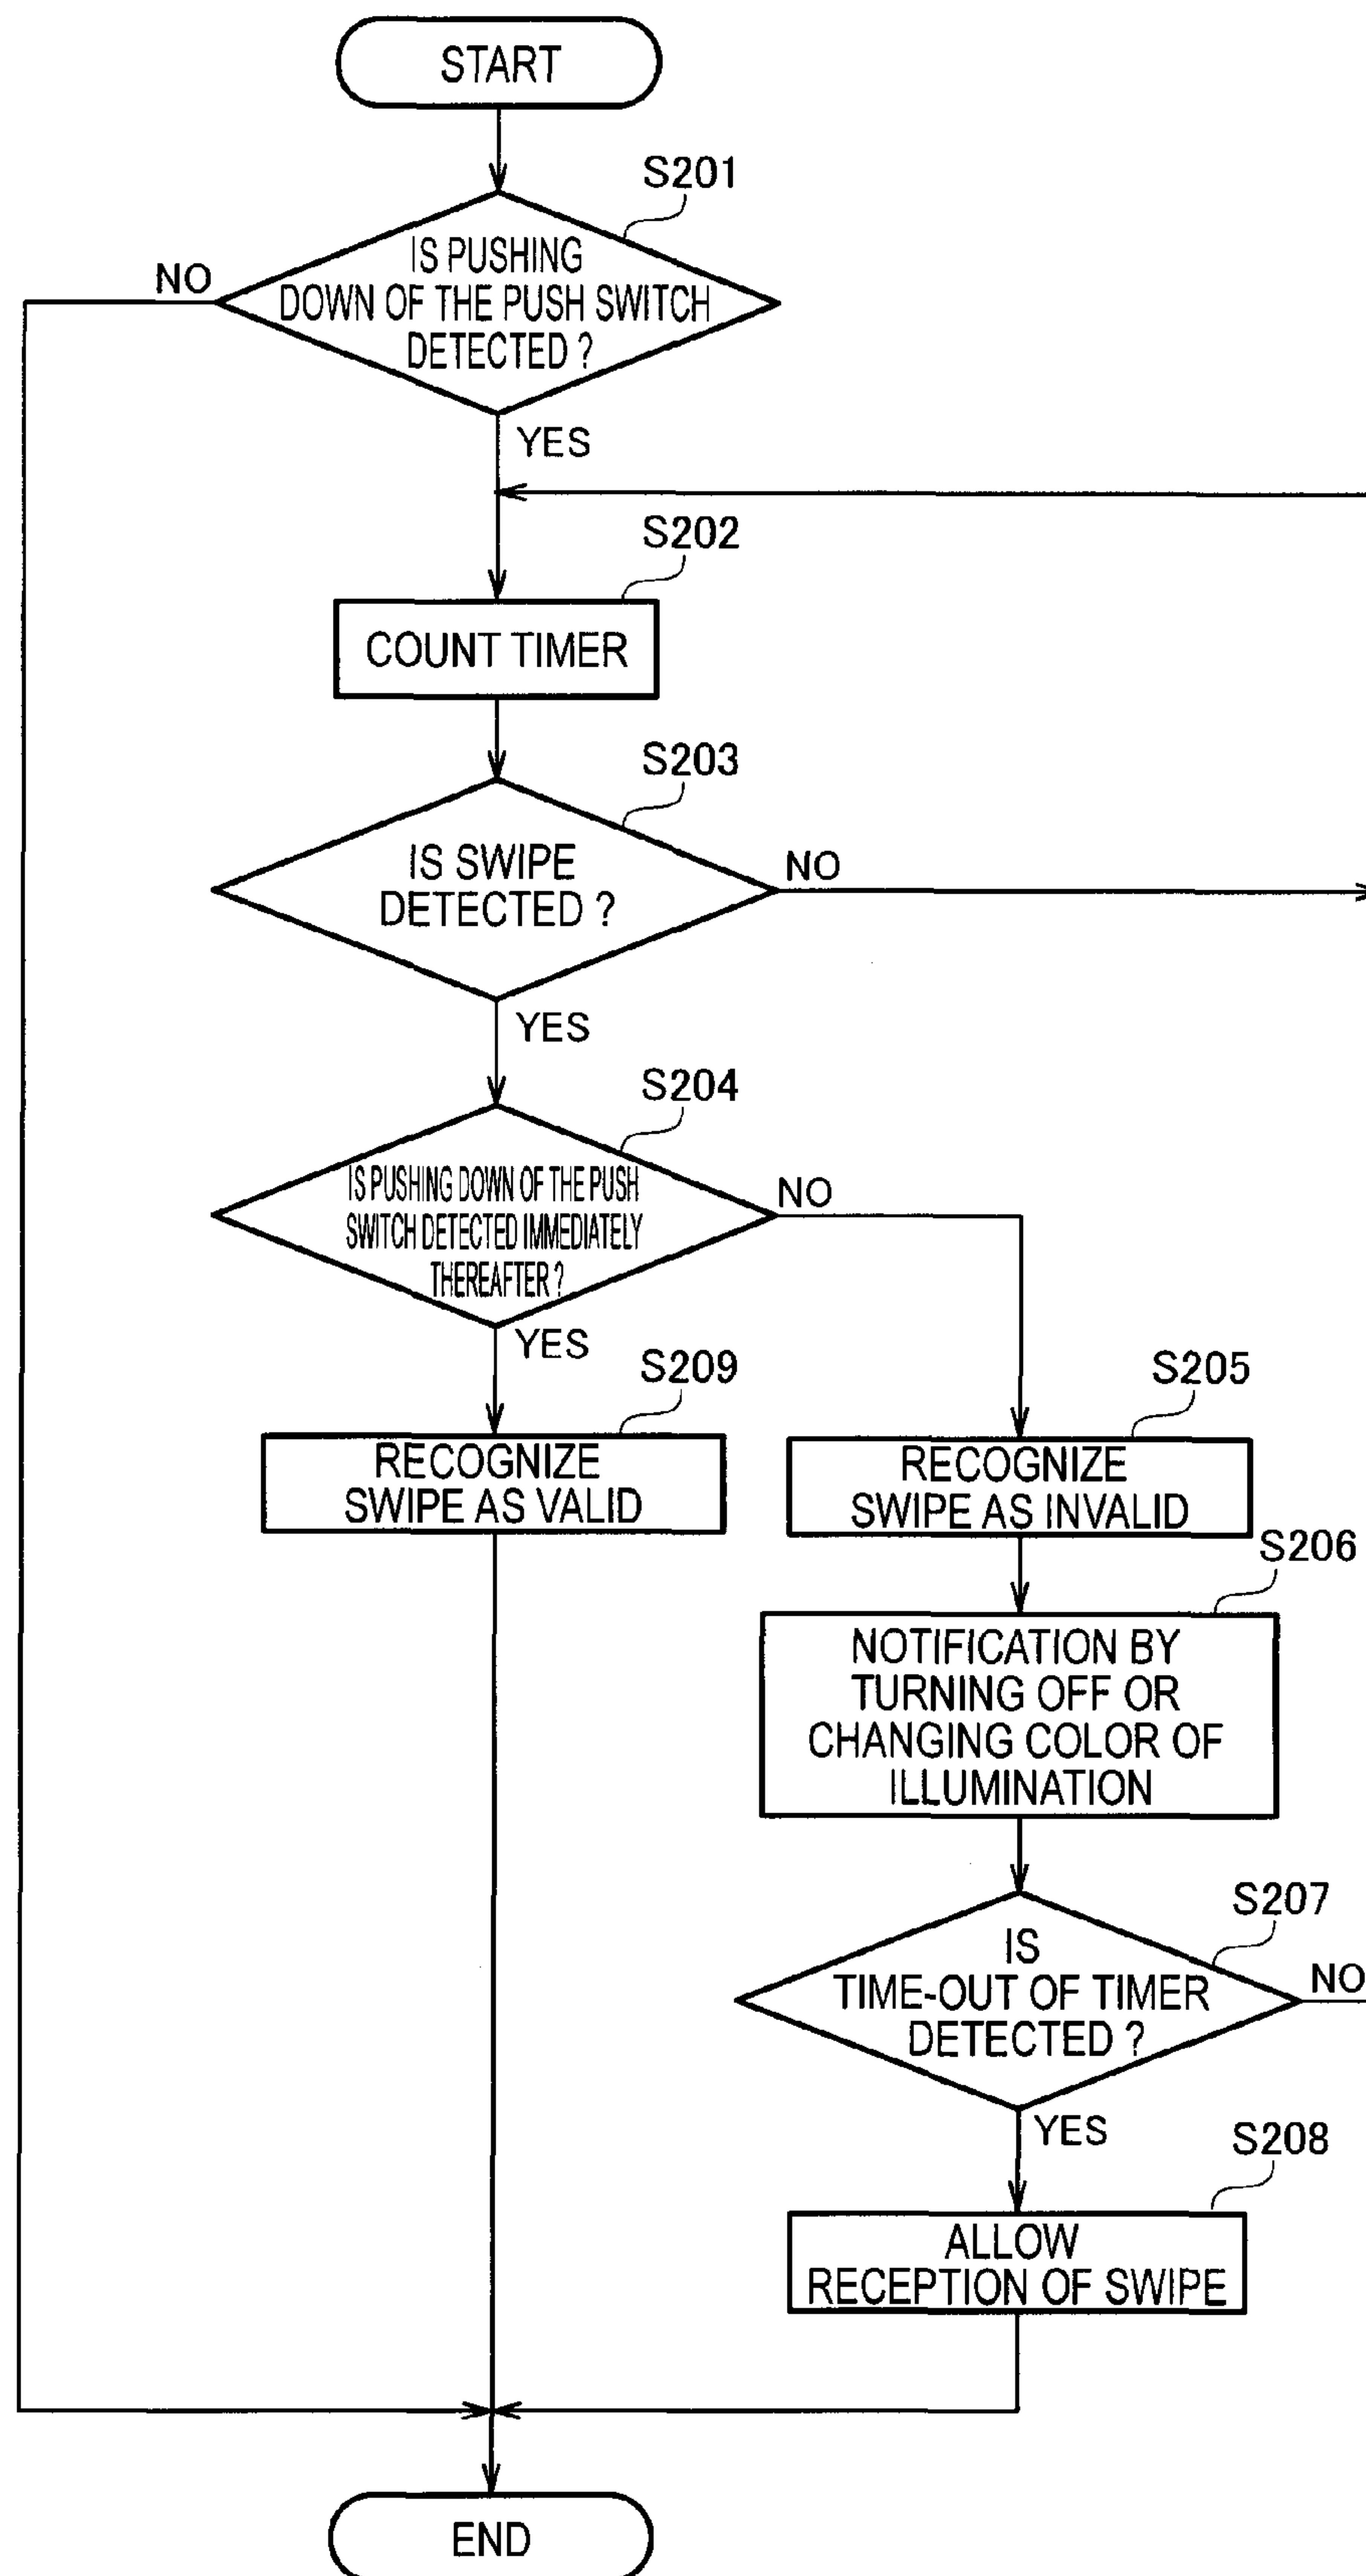 START
S201
NO
IS PUSHING
DOWN OF THE PUSH SWITCH
DETECTED ?
YES
S202
COUNT TIMER
S203
IS SWIPE
DETECTED ?
NO
YES
S204
IS PUSHING DOWN OF THE PUSH
SWITCH DETECTED IMMEDIATELY
THEREAFTER ?
NO
YES
S209
RECOGNIZE
SWIPE AS VALID
S205
RECOGNIZE
SWIPE AS INVALID
S206
NOTIFICATION BY
TURNING OFF OR
CHANGING COLOR OF
ILLUMINATION
S207
IS
TIME-OUT OF TIMER
DETECTED ?
NO
YES
S208
ALLOW
RECEPTION OF SWIPE
END